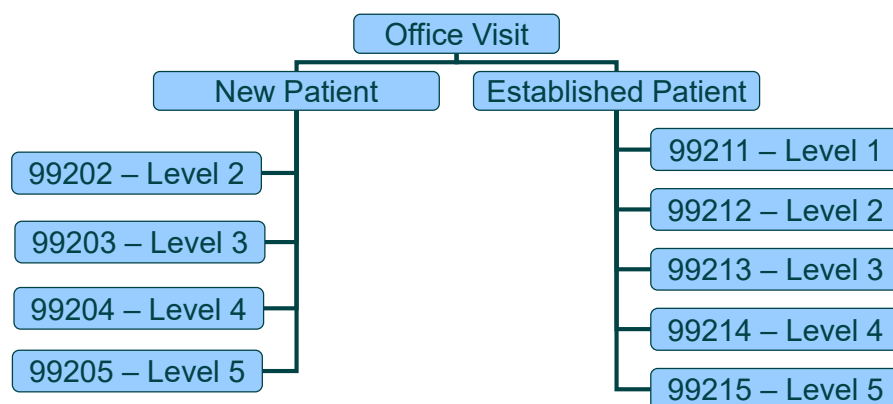 Office Visit
New Patient
Established Patient
99202 – Level 2
99203 – Level 3
99204 – Level 4
99205 – Level 5
99211 – Level 1
99212 – Level 2
99213 – Level 3
99214 – Level 4
99215 – Level 5